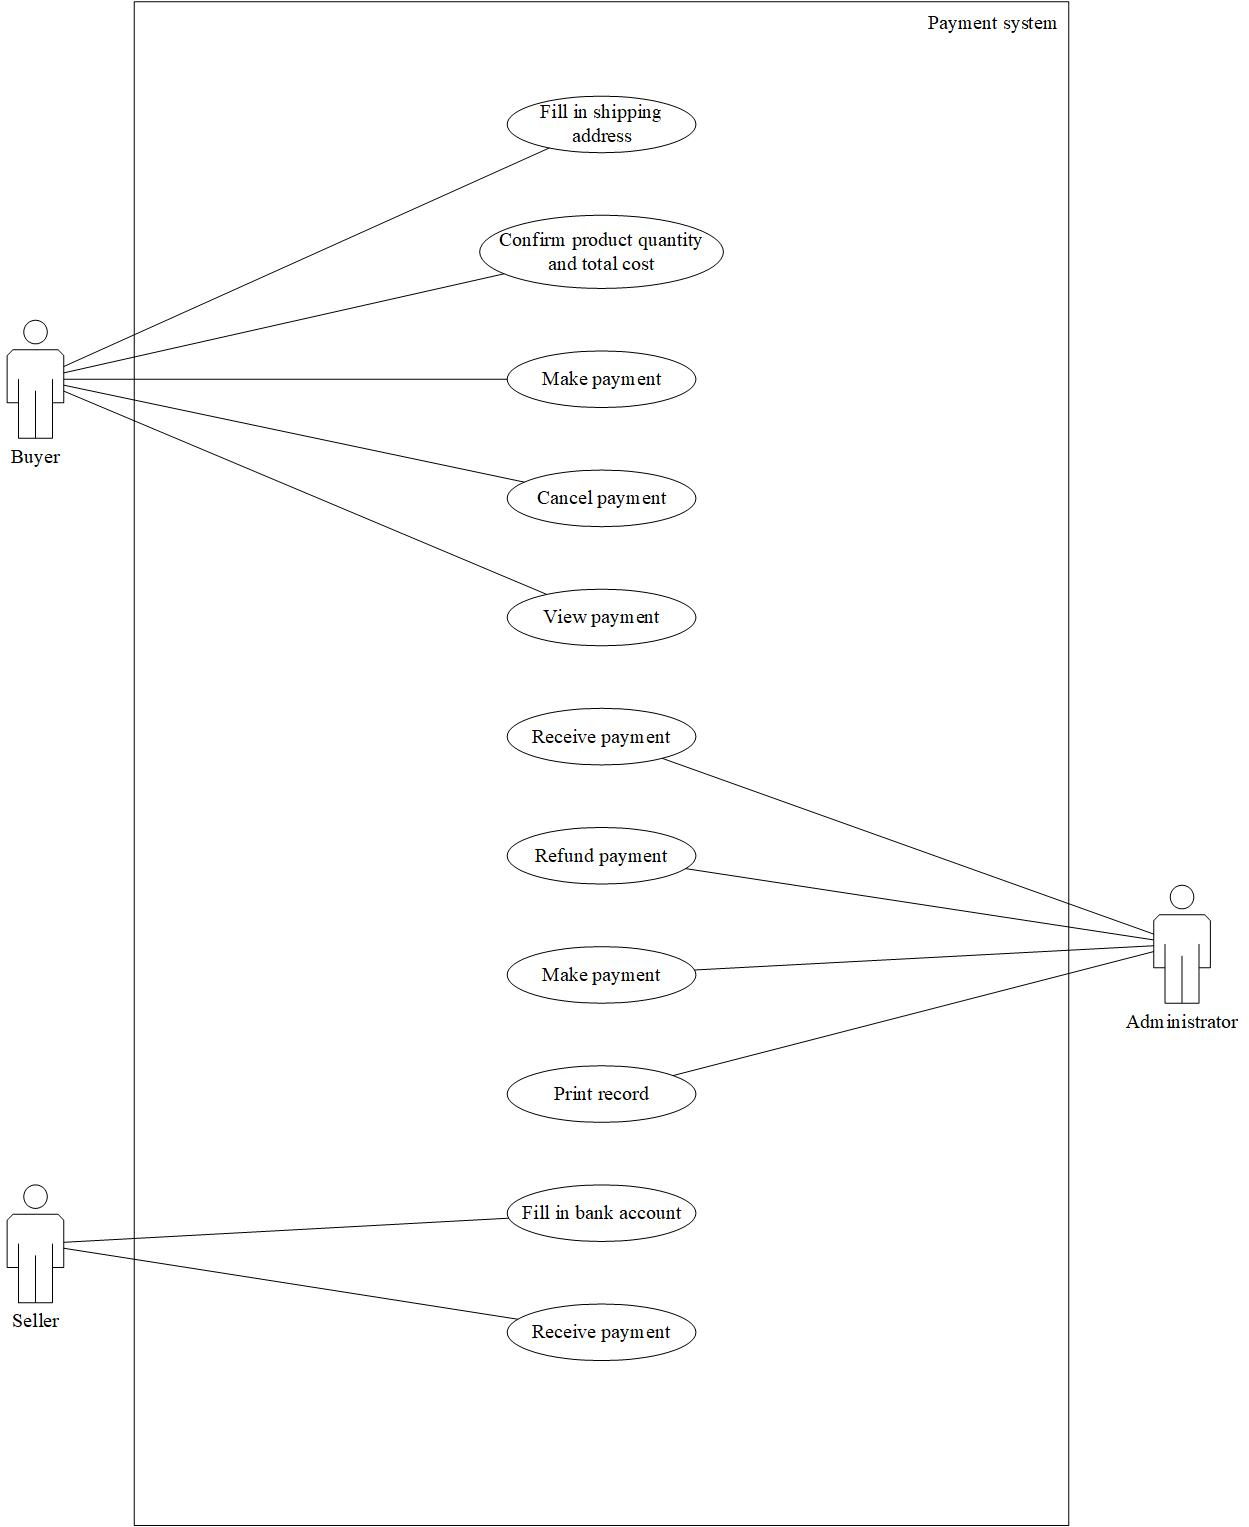 Payment system
Fill in shipping
address
Confirm product quantity
and total cost
Make payment
Buyer
Cancel payment
View payment
Receive payment
Refund payment
Make payment
Administrator
Print record
Fill in bank account
Seller
Receive payment